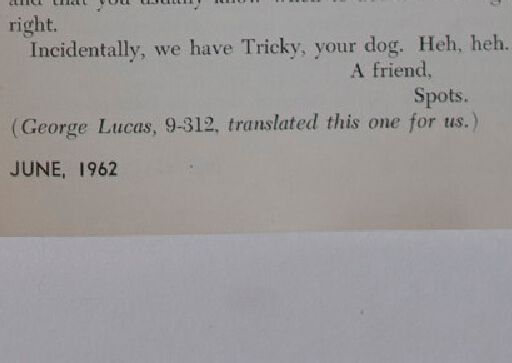 right.
Incidentally, we have Tricky, your dog. Heh, heh.
A friend,
Spots.
(George Lucas, 9-312, translated this one for us.)
JUNE, 1962